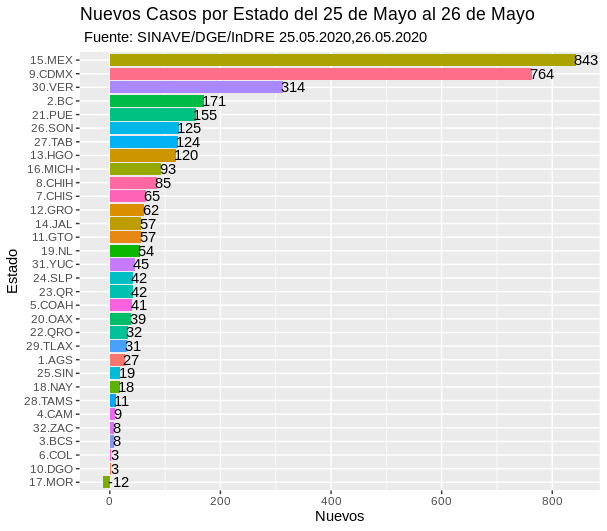 Nuevos Casos por Estado del 25 de Mayo al 26 de Mayo
Fuente: SINAVE/DGE/InDRE 25.05.2020,26.05.2020
Estado
15.MEX 843
9.CDMX 764
30.VER 314
2.BC 171
21.PUE 155
26.SON 125
27.TAB 124
13.HGO 120
16.MICH 93
8.CHIH 85
7.CHIS 65
12.GRO 62
14.JAL 57
11.GTO 57
19.NL 54
31.YUC 45
24.SLP 42
23.QR 42
5.COAH 41
20.OAX 39
22.QRO 32
29.TLAX 31
1.AGS 27
25.SIN 19
18.NAY 18
28.TAMS 11
4.CAM 9
32.ZAC 8
3.BCS 8
6.COL 3
10.DGO 3
17.MOR -12
0 200 400 600 800
Nuevos